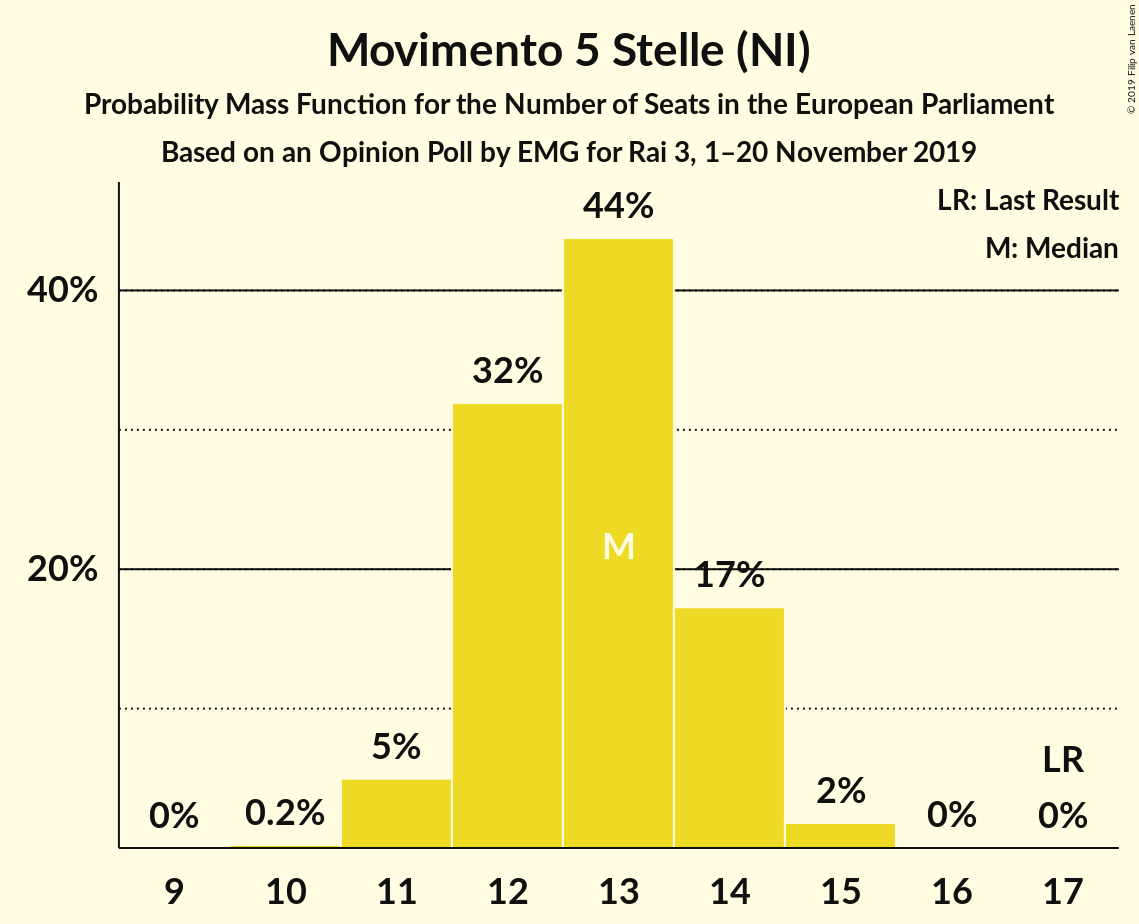 Movimento 5 Stelle (NI)
Probability Mass Function for the Number of Seats in the European Parliament
Based on an Opinion Poll by EMG for Rai 3, 1–20 November 2019
© 2019 Filip van Laenen
LR: Last Result
M: Median
40%
20%
0%
0.2%
5%
32%
44%
M
17%
2%
0%
LR
0%
9 10 11 12 13 14 15 16 17